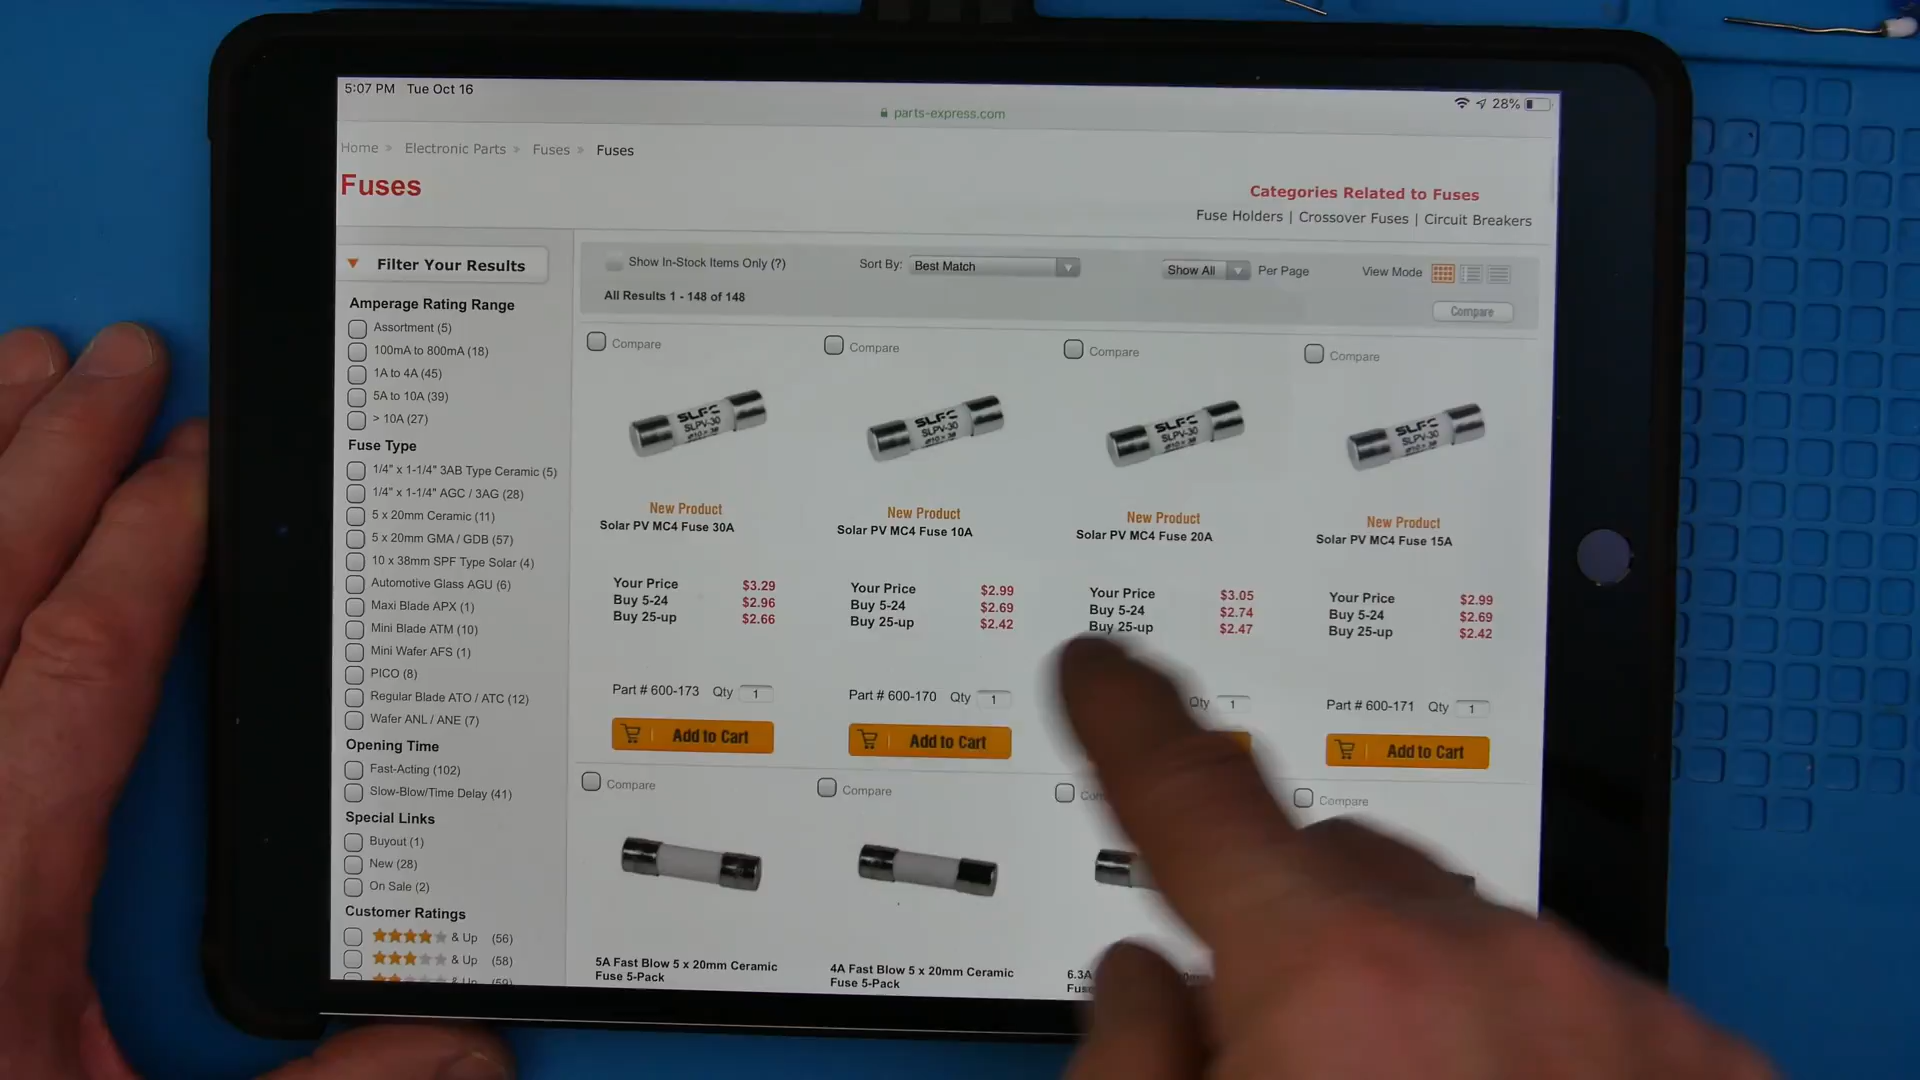 5:07 PM Tue Oct 16
28%
parts-express.com
Home » Electronic Parts » Fuses » Fuses
Fuses
Categories Related to Fuses
Fuse Holders | Crossover Fuses | Circuit Breakers
Filter Your Results
Amperage Rating Range
Assortment (5)
100mA to 800mA (18)
1A to 4A (45)
5A to 10A (39)
> 10A (27)
Fuse Type
1/4" x 1-1/4" 3AB Type Ceramic (5)
1/4" x 1-1/4" AGC / 3AG (28)
5 x 20mm Ceramic (11)
5 x 20mm GMA / GDB (57)
10 x 38mm SPF Type Solar (4)
Automotive Glass AGU (6)
Maxi Blade APX (1)
Mini Blade ATM (10)
Mini Wafer AFS (1)
PICO (8)
Regular Blade ATO / ATC (12)
Wafer ANL / ANE (7)
Opening Time
Fast-Acting (102)
Slow-Blow/Time Delay (41)
Special Links
Buyout (1)
New (28)
On Sale (2)
Customer Ratings
& Up (56)
& Up (58)
& Up (59)
Show In-Stock Items Only (?)
Sort By: Best Match
Show All Per Page
View Mode
All Results 1 - 148 of 148
Compare
Compare Compare Compare Compare
SLPV-30 SLPV-30 SLPV-30 SLPV-30
New Product New Product New Product New Product
Solar PV MC4 Fuse 30A Solar PV MC4 Fuse 10A Solar PV MC4 Fuse 20A Solar PV MC4 Fuse 15A
Your Price $3.29 Your Price $2.99 Your Price $3.05 Your Price $2.99
Buy 5-24 $2.96 Buy 5-24 $2.69 Buy 5-24 $2.74 Buy 5-24 $2.69
Buy 25-up $2.66 Buy 25-up $2.42 Buy 25-up $2.47 Buy 25-up $2.42
Part # 600-173 Qty 1 Part # 600-170 Qty 1 Qty 1 Part # 600-171 Qty 1
Add to Cart Add to Cart Add to Cart
Compare Compare Compare
5A Fast Blow 5 x 20mm Ceramic 4A Fast Blow 5 x 20mm Ceramic 6.3A
Fuse 5-Pack Fuse 5-Pack